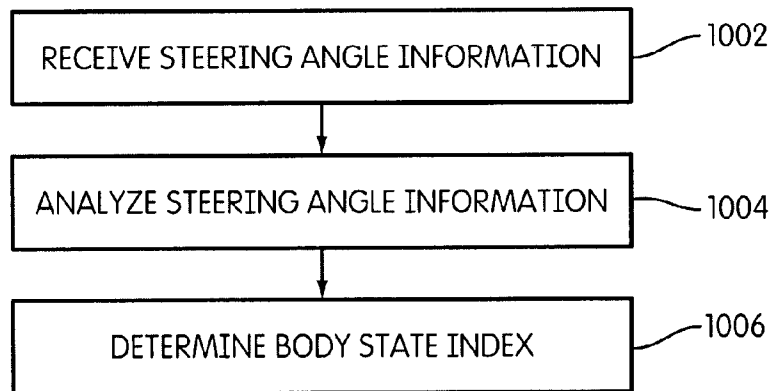 RECEIVE STEERING ANGLE INFORMATION
1002
ANALYZE STEERING ANGLE INFORMATION
1004
DETERMINE BODY STATE INDEX
1006